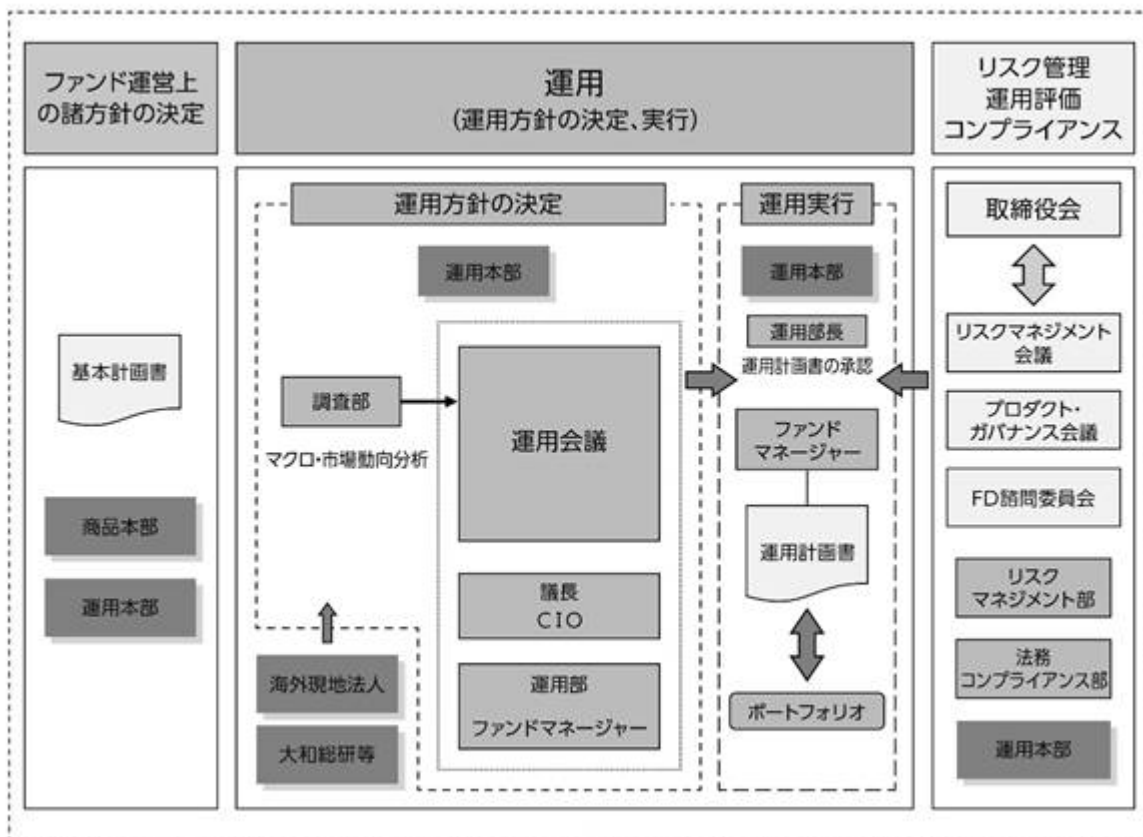 ファンド運営上
の諸方針の決定
運用
(運用方針の決定、実行)
リスク管理
運用評価
コンプライアンス
基本計画書
商品本部
運用本部
運用方針の決定
運用本部
調査部
マクロ・市場動向分析
運用会議
議長
CIO
運用部
ファンドマネージャー
海外現地法人
大和総研等
運用実行
運用本部
運用部長
運用計画書の承認
ファンド
マネージャー
運用計画書
ポートフォリオ
取締役会
リスクマネジメント
会議
プロダクト・
ガバナンス会議
FD諮問委員会
リスク
マネジメント部
法務
コンプライアンス部
運用本部